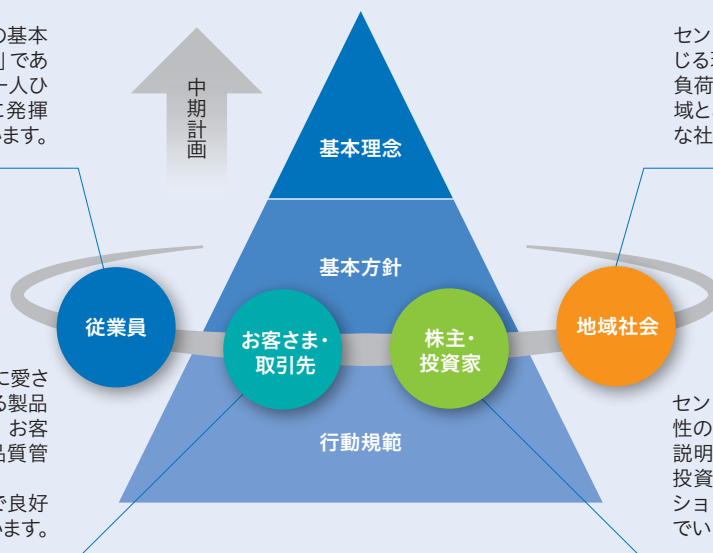 の基本
」であ
一人ひ
に発揮
います。
中期計画
セン
じる
負荷
域と
な社
基本理念
基本方針
従業員
お客さま・
取引先
株主・
投資家
地域社会
行動規範
に愛さ
る製品
お客
品質管
で良好
います。
セン
性の
説明
投資
ショ
でい